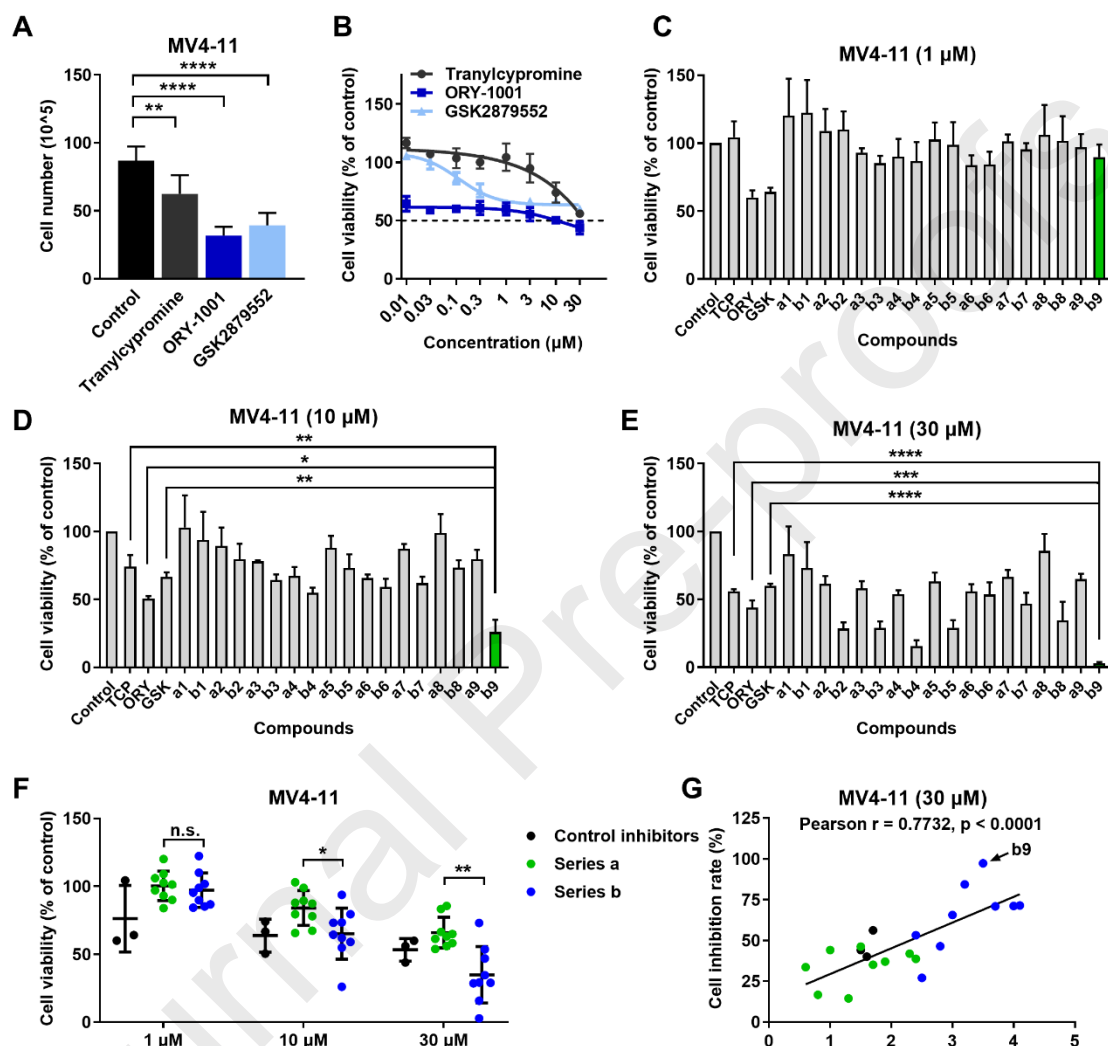 A
MV4-11
****
****
**
Cell number (10^5)
150
100
50
0
Control
Tranylcypromine
ORY-1001
GSK2879552
B
Tranylcypromine
ORY-1001
GSK2879552
Cell viability (% of control)
150
100
50
0
0.01
0.03
0.1
0.3
1
3
10
30
Concentration (µM)
C
MV4-11 (1 µM)
Cell viability (% of control)
150
100
50
0
Control
TCP
ORY
GSK
a1
b1
a2
b2
a3
b3
a4
b4
a5
b5
a6
b6
a7
b7
a8
b8
a9
b9
Compounds
D
MV4-11 (10 µM)
**
*
**
Cell viability (% of control)
150
100
50
0
Control
TCP
ORY
GSK
a1
b1
a2
b2
a3
b3
a4
b4
a5
b5
a6
b6
a7
b7
a8
b8
a9
b9
Compounds
E
MV4-11 (30 µM)
****
***
****
Cell viability (% of control)
150
100
50
0
Control
TCP
ORY
GSK
a1
b1
a2
b2
a3
b3
a4
b4
a5
b5
a6
b6
a7
b7
a8
b8
a9
b9
Compounds
F
MV4-11
n.s.
*
**
Cell viability (% of control)
150
100
50
0
1 µM
10 µM
30 µM
Control inhibitors
Series a
Series b
G
MV4-11 (30 µM)
Pearson r = 0.7732, p < 0.0001
b9
Cell inhibition rate (%)
125
100
75
50
25
0
0
1
2
3
4
5
urnal Pre-proofs